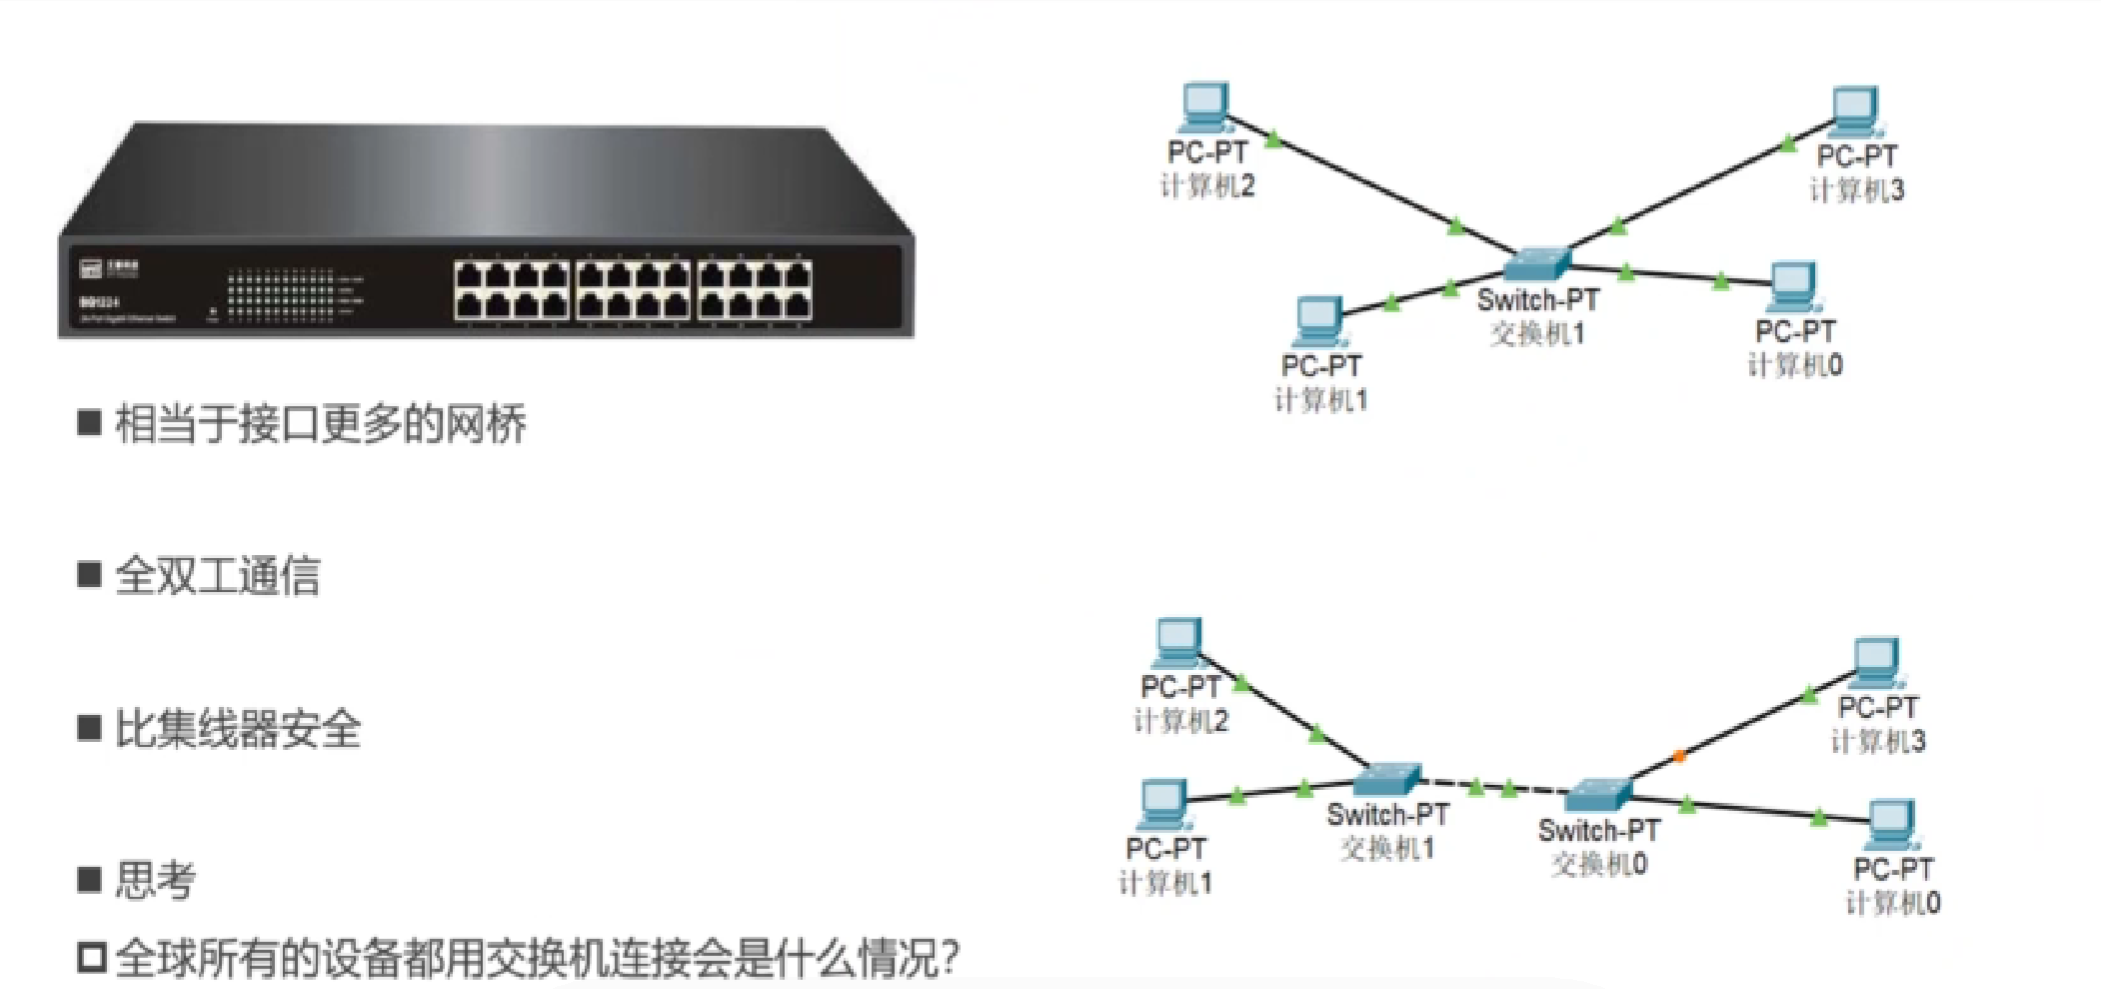 相当于接口更多的网桥
全双工通信
比集线器安全
思考
全球所有的设备都用交换机连接会是什么情况?
PC-PT
计算机2
PC-PT
计算机3
Switch-PT
交换机1
PC-PT
计算机0
PC-PT
计算机1
PC-PT
计算机2
PC-PT
计算机3
Switch-PT
交换机1
Switch-PT
交换机0
PC-PT
计算机1
PC-PT
计算机0